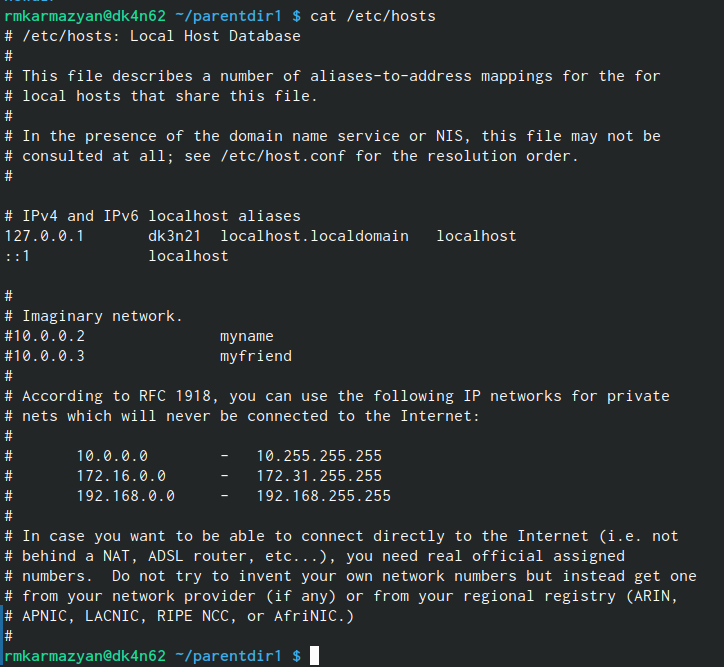 rmkarmazyan@dk4n62 ~/parentdir1 $ cat /etc/hosts
# /etc/hosts: Local Host Database
#
# This file describes a number of aliases-to-address mappings for the for
# local hosts that share this file.
#
# In the presence of the domain name service or NIS, this file may not be
# consulted at all; see /etc/host.conf for the resolution order.
#

# IPv4 and IPv6 localhost aliases
127.0.0.1       dk3n21  localhost.localdomain   localhost
::1             localhost

#
# Imaginary network.
#10.0.0.2               myname
#10.0.0.3               myfriend
#
# According to RFC 1918, you can use the following IP networks for private
# nets which will never be connected to the Internet:
#
#       10.0.0.0        -   10.255.255.255
#       172.16.0.0      -   172.31.255.255
#       192.168.0.0     -   192.168.255.255
#
# In case you want to be able to connect directly to the Internet (i.e. not
# behind a NAT, ADSL router, etc...), you need real official assigned
# numbers.  Do not try to invent your own network numbers but instead get one
# from your network provider (if any) or from your regional registry (ARIN,
# APNIC, LACNIC, RIPE NCC, or AfriNIC.)
#
rmkarmazyan@dk4n62 ~/parentdir1 $